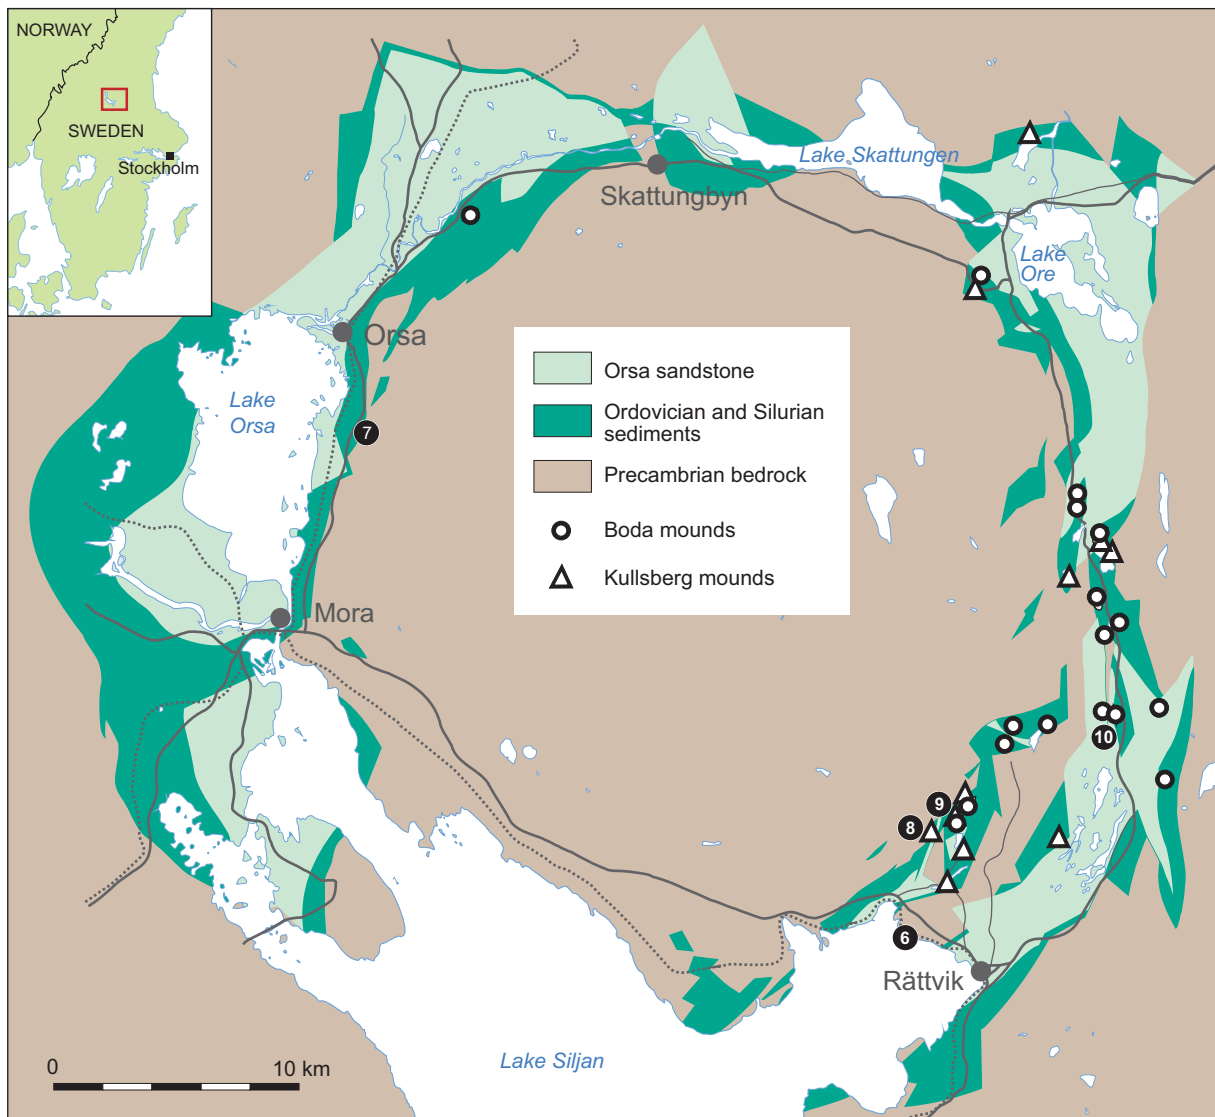 NORWAY
SWEDEN
Stockholm
Lake Skattungen
Skattungbyn
Lake
Ore
Orsa
Lake
Orsa
7
Orsa sandstone
Ordovician and Silurian
sediments
Precambrian bedrock
Boda mounds
Kullsberg mounds
Mora
10
9
8
6
Rättvik
Lake Siljan
0
10 km